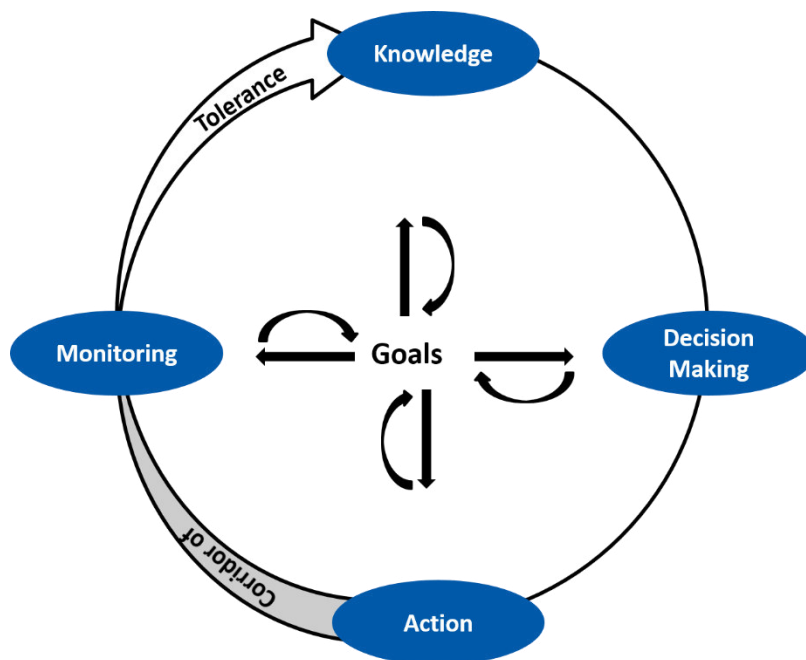 Knowledge
Tolerance
Monitoring
Goals
Decision
Making
Corridor of
Action